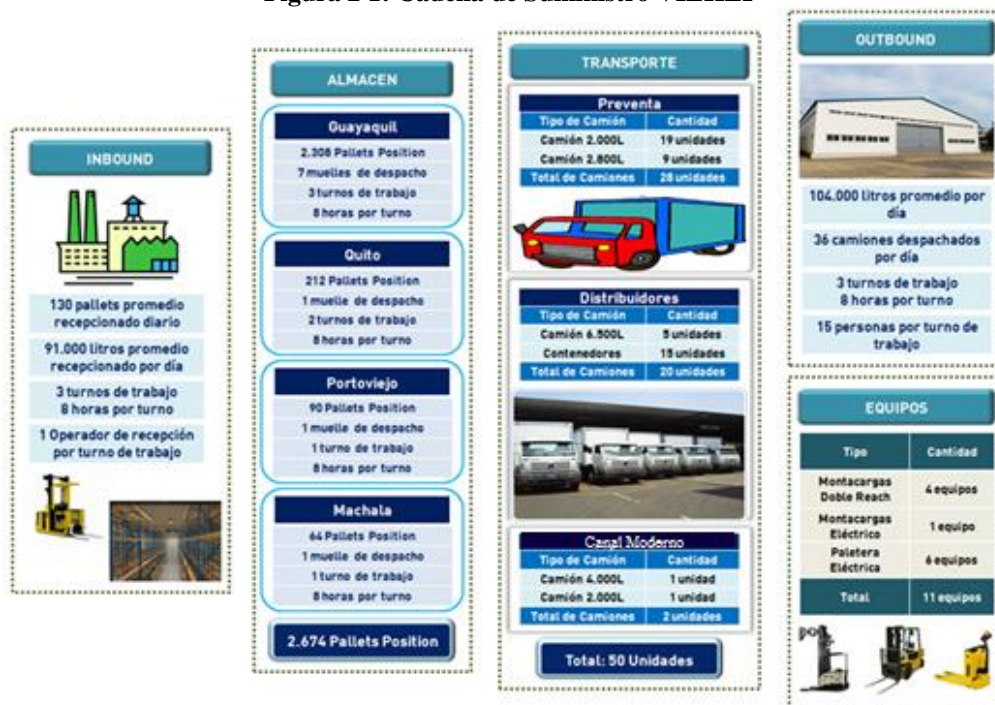 INBOUND
130 pallets promedio
recepcionado diario
91.000 litros promedio
recepcionado por día
3 turnos de trabajo
8 horas por turno
1 Operador de recepción
por turno de trabajo
ALMACEN
Guayaquil
2.308 Pallets Position
7 muelles de despacho
3 turnos de trabajo
8 horas por turno
Quito
212 Pallets Position
1 muelle de despacho
2 turnos de trabajo
8 horas por turno
Portoviejo
90 Pallets Position
1 muelle de despacho
1 turno de trabajo
8 horas por turno
Machala
64 Pallets Position
1 muelle de despacho
1 turno de trabajo
8 horas por turno
2.674 Pallets Position
TRANSPORTE
Preventa
Tipo de Camión Cantidad
Camión 2.000L 19 unidades
Camión 2.800L 9 unidades
Total de Camiones 28 unidades
Distribuidores
Tipo de Camión Cantidad
Camión 6.500L 5 unidades
Contenedores 15 unidades
Total de Camiones 20 unidades
Canal Moderno
Tipo de Camión Cantidad
Camión 4.000L 1 unidad
Camión 2.000L 1 unidad
Total de Camiones 2 unidades
Total: 50 Unidades
OUTBOUND
104.000 litros promedio por
día
36 camiones despachados
por día
3 turnos de trabajo
8 horas por turno
15 personas por turno de
trabajo
EQUIPOS
Tipo Cantidad
Montacargas
Doble Reach 4 equipos
Montacargas
Eléctrico 1 equipo
Paletera
Eléctrica 6 equipos
Total 11 equipos